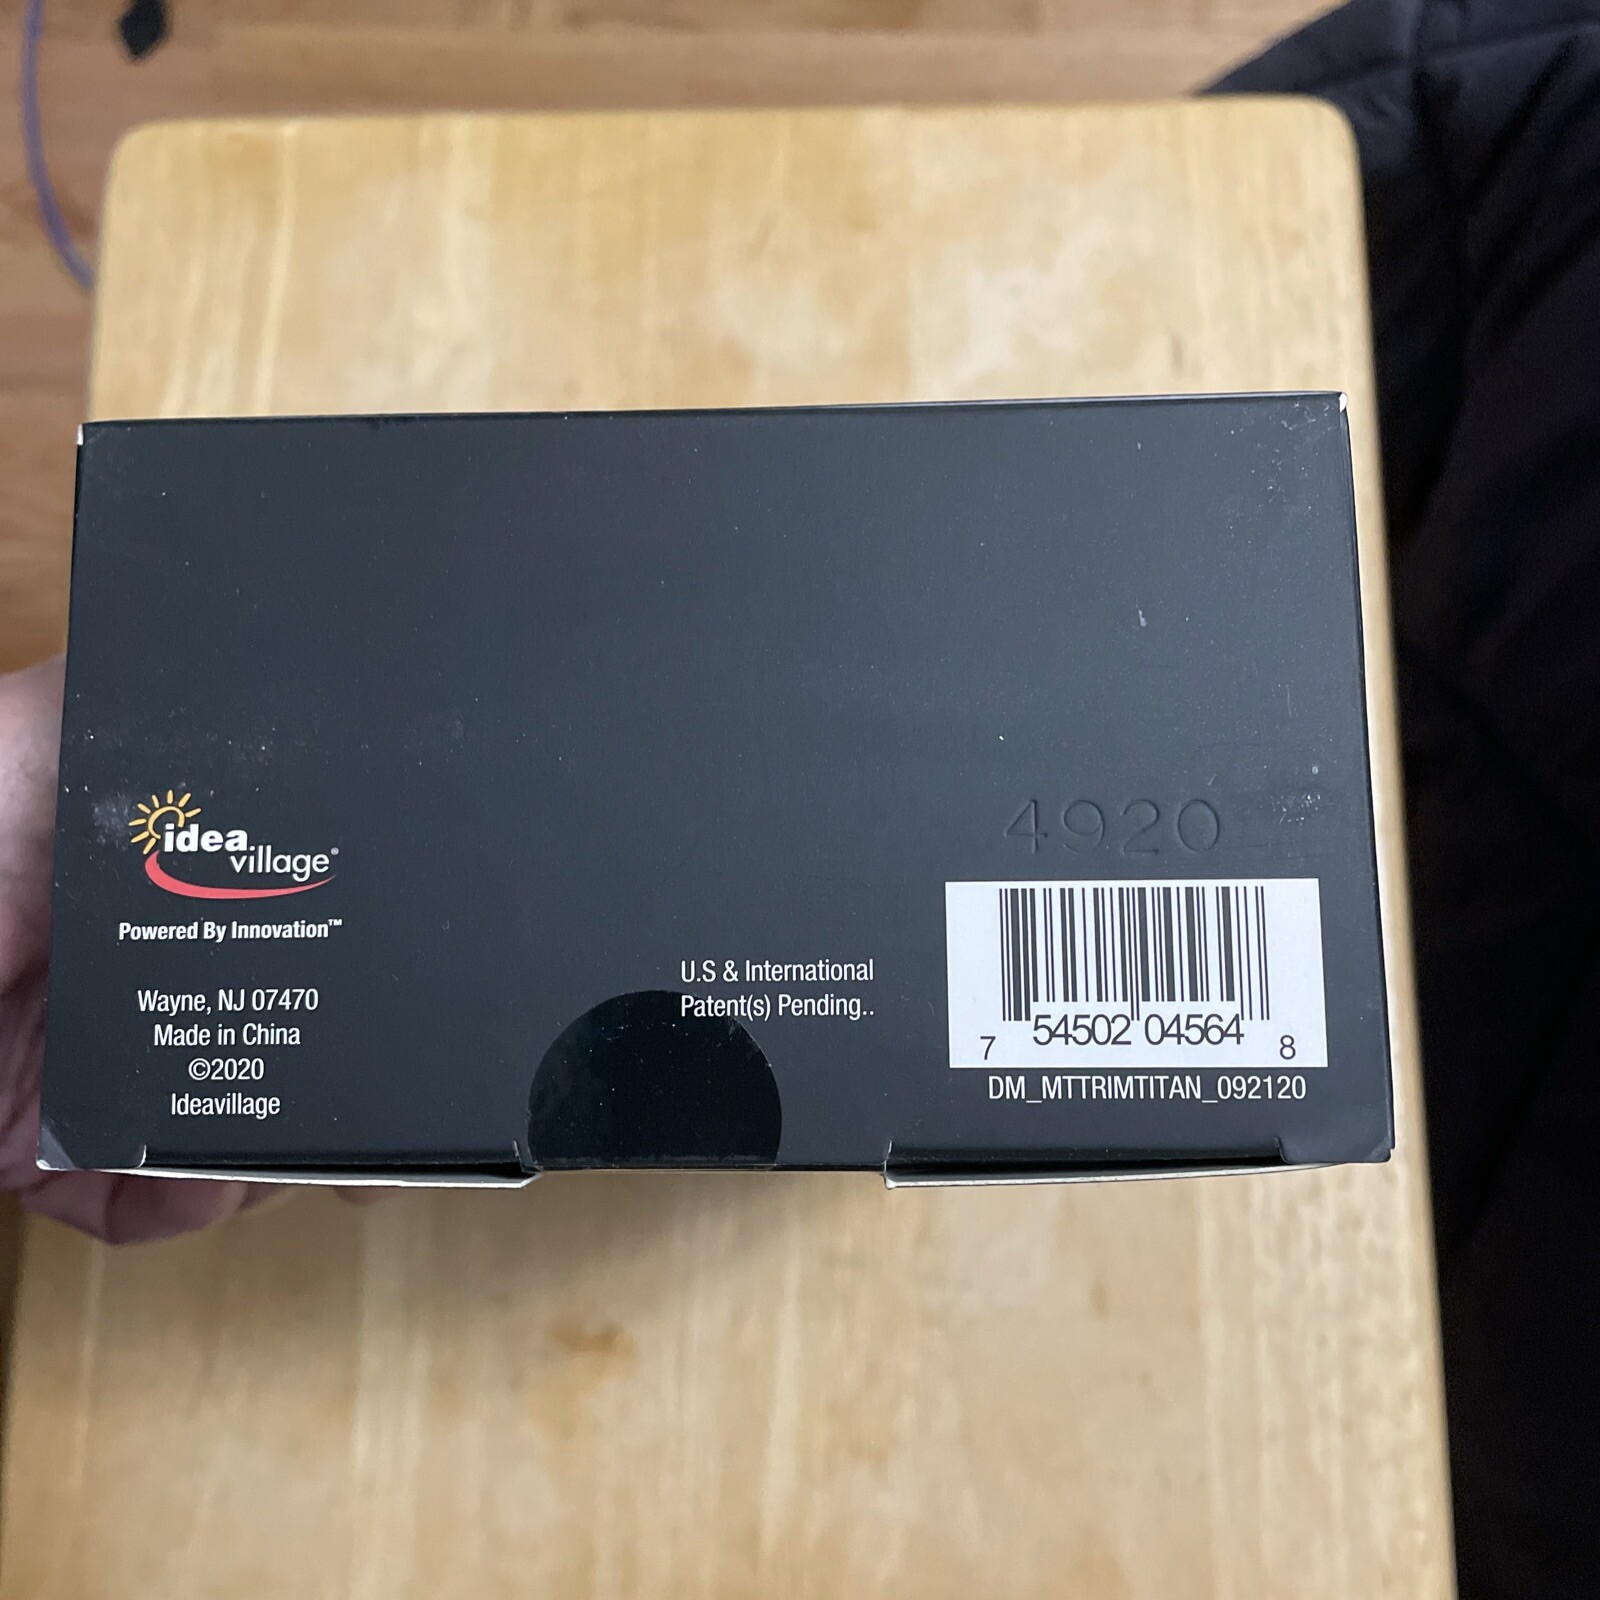 idea
village®
Powered By Innovation™
Wayne, NJ 07470
Made in China
©2020
Ideavillage
U.S & International
Patent(s) Pending..
4920
7 54502 04564 8
DM_MTTRIMTITAN_092120